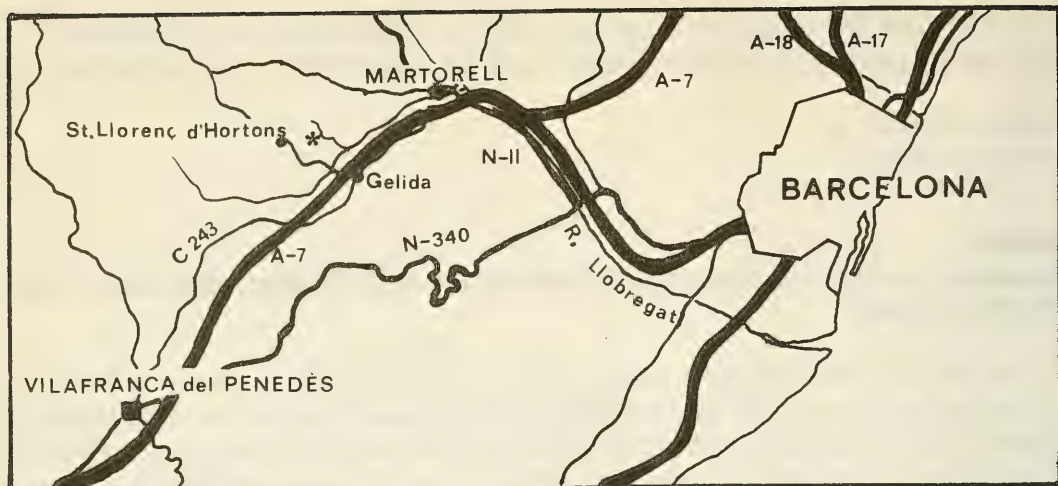 A-18
A-17
A-7
MARTORELL
St. Llorenç d'Hortons
*
N-II
Gelida
BARCELONA
C 243
A-7
N-340
R. Llobregat
VILAFRANCA del PENEDÈS